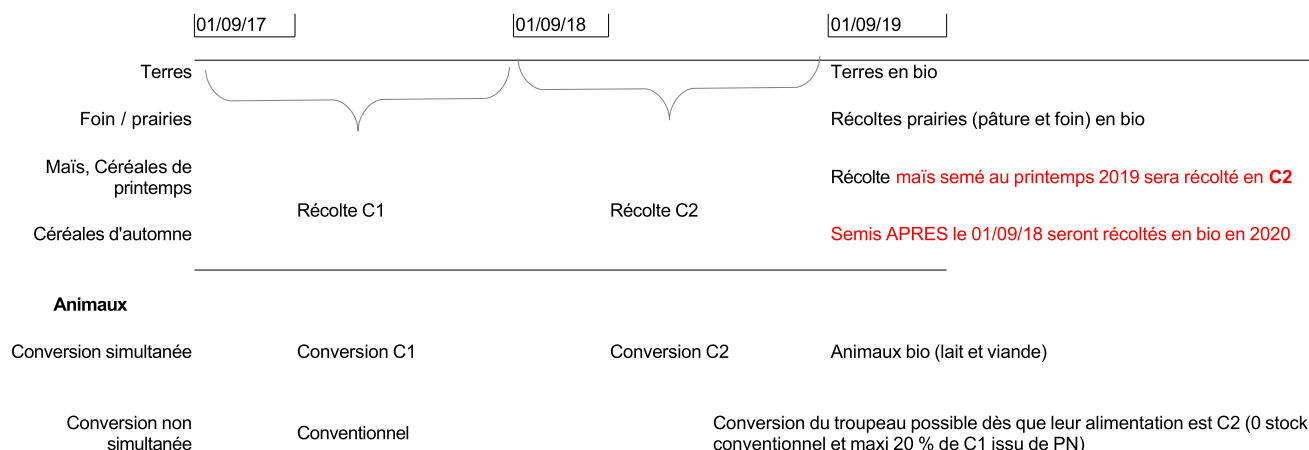 01/09/17 01/09/18 01/09/19
Terres Terres en bio
Foin / prairies Récoltes prairies (pâture et foin) en bio
Maïs, Céréales de
printemps
Récolte maïs semé au printemps 2019 sera récolté en C2
Récolte C1 Récolte C2
Céréales d'automne Semis APRES le 01/09/18 seront récoltés en bio en 2020
Animaux
Conversion simultanée Conversion C1 Conversion C2 Animaux bio (lait et viande)
Conversion non
simultanée
Conventionnel
Conversion du troupeau possible dès que leur alimentation est C2 (0 stock
conventionnel et maxi 20 % de C1 issu de PN)